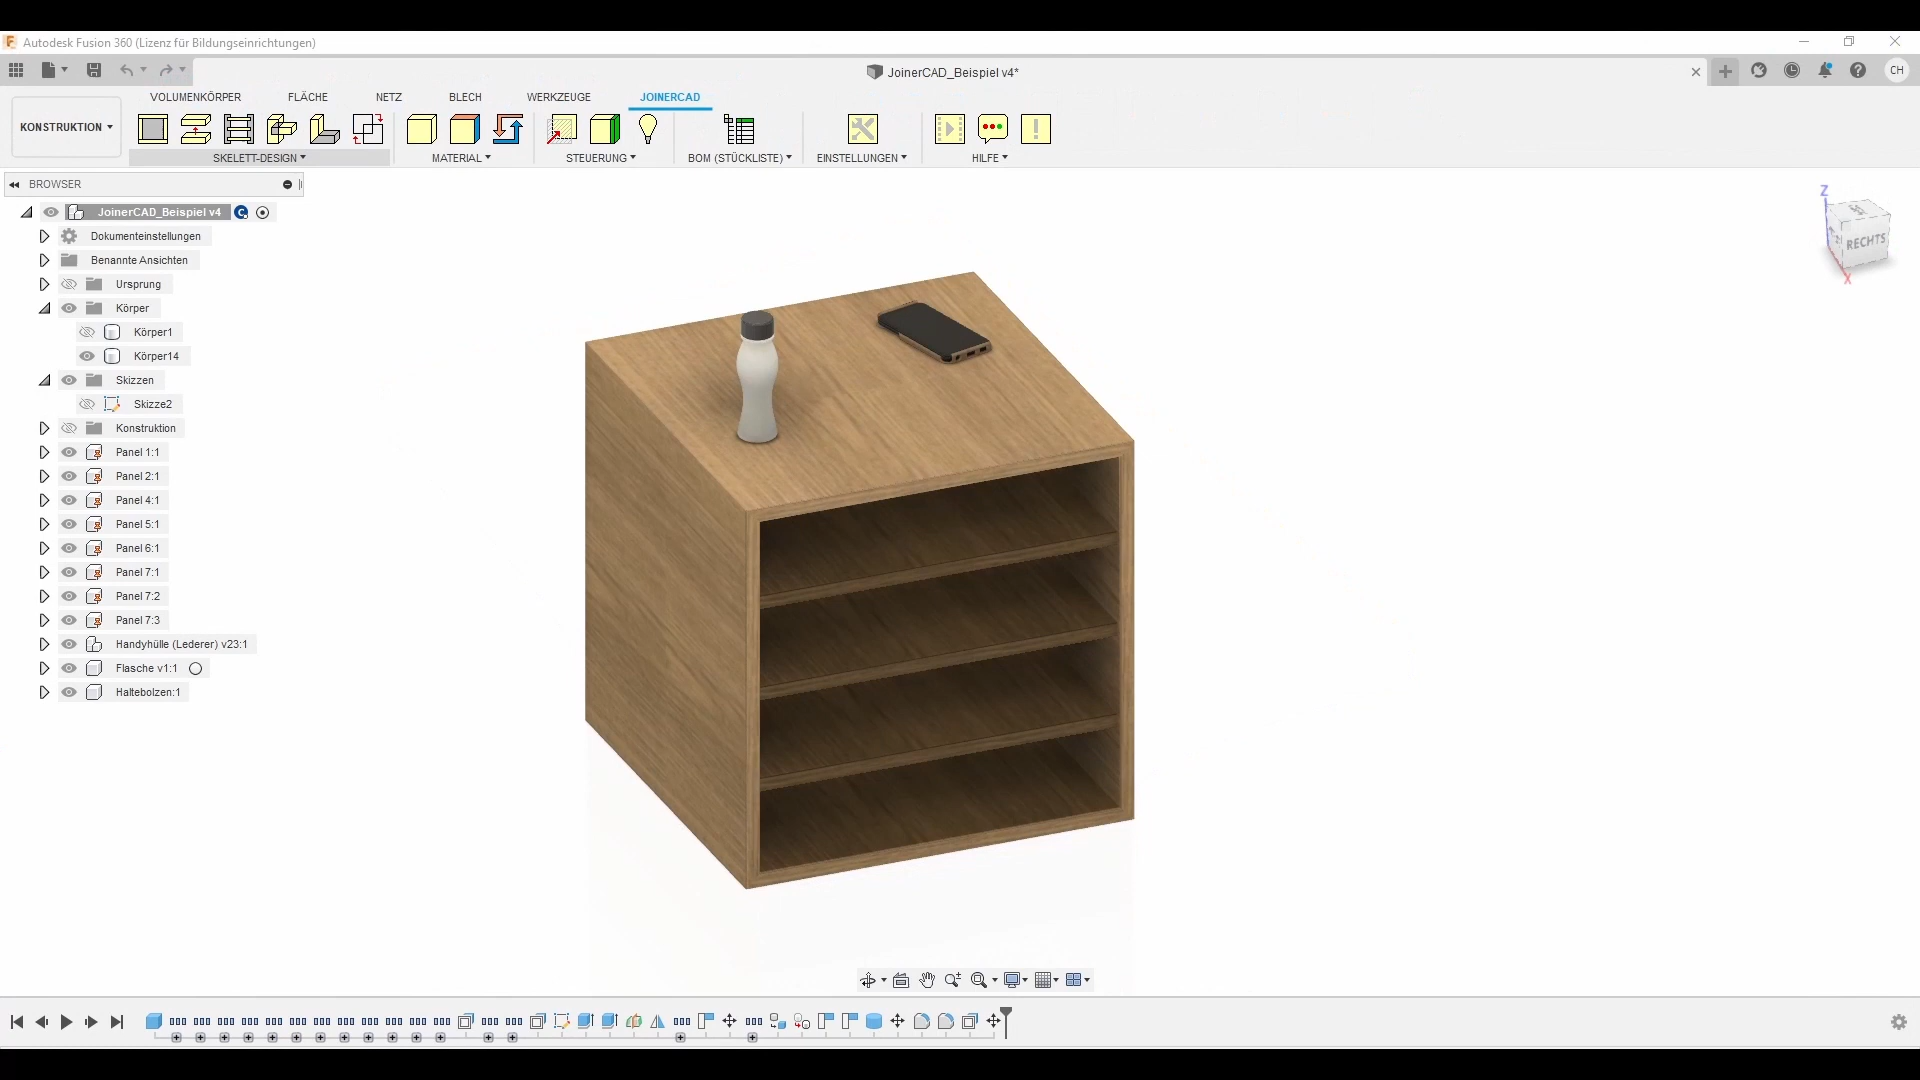 Autodesk Fusion 360 (Lizenz für Bildungseinrichtungen)
JoinerCAD_Beispiel v4*
CH
VOLUMENKÖRPER FLÄCHE NETZ BLECH WERKZEUGE JOINERCAD
KONSTRUKTION
SKELETT-DESIGN MATERIAL STEUERUNG BOM (STÜCKLISTE) EINSTELLUNGEN HILFE
BROWSER
JoinerCAD_Beispiel v4
Dokumenteinstellungen
Benannte Ansichten
Ursprung
Körper
Körper1
Körper14
Skizzen
Skizze2
Konstruktion
Panel 1:1
Panel 2:1
Panel 4:1
Panel 5:1
Panel 6:1
Panel 7:1
Panel 7:2
Panel 7:3
Handyhülle (Lederer) v23:1
Flasche v1:1
Haltebolzen:1
Z
RECHTS
X